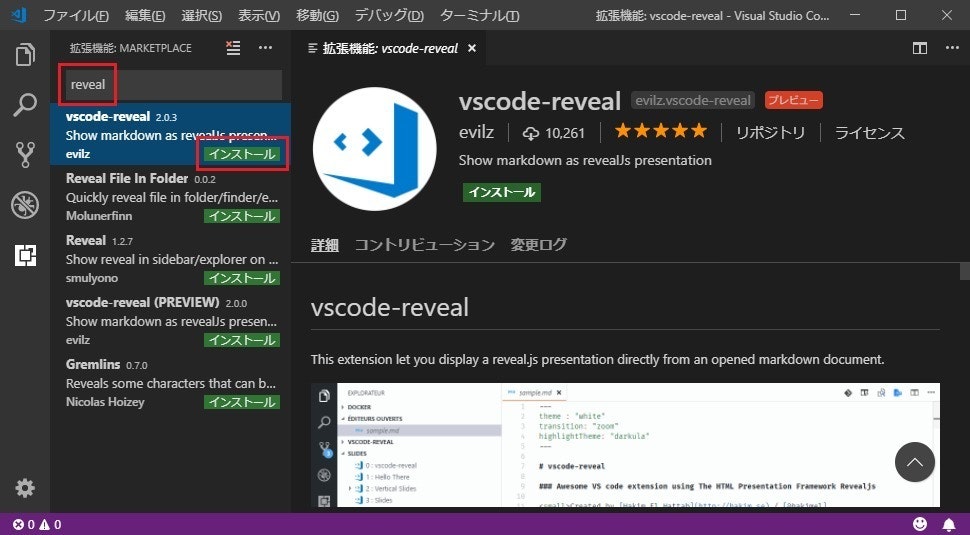 ファイル(F) 編集(E) 選択(S) 表示(V) 移動(G) デバッグ(D) ターミナル(T) 拡張機能: vscode-reveal - Visual Studio Co...
拡張機能: MARKETPLACE
reveal
vscode-reveal 2.0.3
Show markdown as revealJs presen...
evilz インストール
Reveal File In Folder 0.0.2
Quickly reveal file in folder/finder/e...
Molunerfinn インストール
Reveal 1.2.7
Show reveal in sidebar/explorer on ...
smulyono インストール
vscode-reveal (PREVIEW) 2.0.0
Show markdown as revealJs presen...
evilz インストール
Gremlins 0.7.0
Reveals some characters that can b...
Nicolas Hoizey インストール
拡張機能: vscode-reveal
vscode-reveal evilz.vscode-reveal プレビュー
evilz 10,261 リポジトリ ライセンス
Show markdown as revealJs presentation
インストール
詳細 コントリビューション 変更ログ
vscode-reveal
This extension let you display a reveal.js presentation directly from an opened markdown document.
EXPLORATEUR
DOCKER
ÉDITEURS OUVERTS
sample.md
VSCODE-REVEAL
SLIDES
0 : vscode-reveal
1 : Hello There
2 : Vertical Slides
3 : Slides
sample.md
1 ---
2 theme : "white"
3 transition: "zoom"
4 highlightTheme: "darkula"
5 ---
6
7 # vscode-reveal
8
9 ### Awesome VS code extension using The HTML Presentation Framework Revealjs
10
0 0